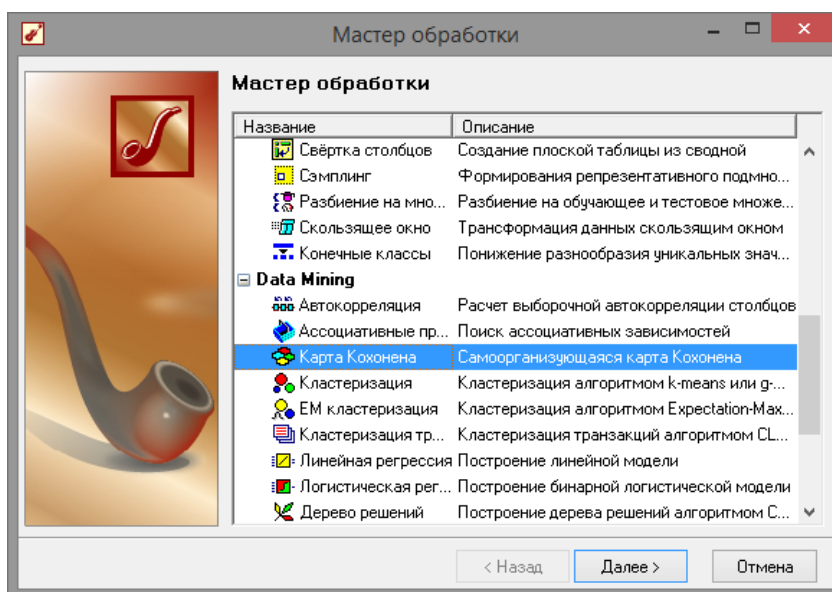 Мастер обработки
Мастер обработки
Название Описание
Свёртка столбцов Создание плоской таблицы из сводной
Сэмплинг Формирования репрезентативного подмно...
Разбиение на мно... Разбиение на обучающее и тестовое множе...
Скользящее окно Трансформация данных скользящим окном
Конечные классы Понижение разнообразия уникальных знач...
Data Mining
Автокорреляция Расчет выборочной автокорреляции столбцов
Ассоциативные пр... Поиск ассоциативных зависимостей
Карта Кохонена Самоорганизующаяся карта Кохонена
Кластеризация Кластеризация алгоритмом k-means или g-...
EM кластеризация Кластеризация алгоритмом Expectation-Max...
Кластеризация тр... Кластеризация транзакций алгоритмом CL...
Линейная регрессия Построение линейной модели
Логистическая рег... Построение бинарной логистической модели
Дерево решений Построение дерева решений алгоритмом C...
< Назад Далее > Отмена